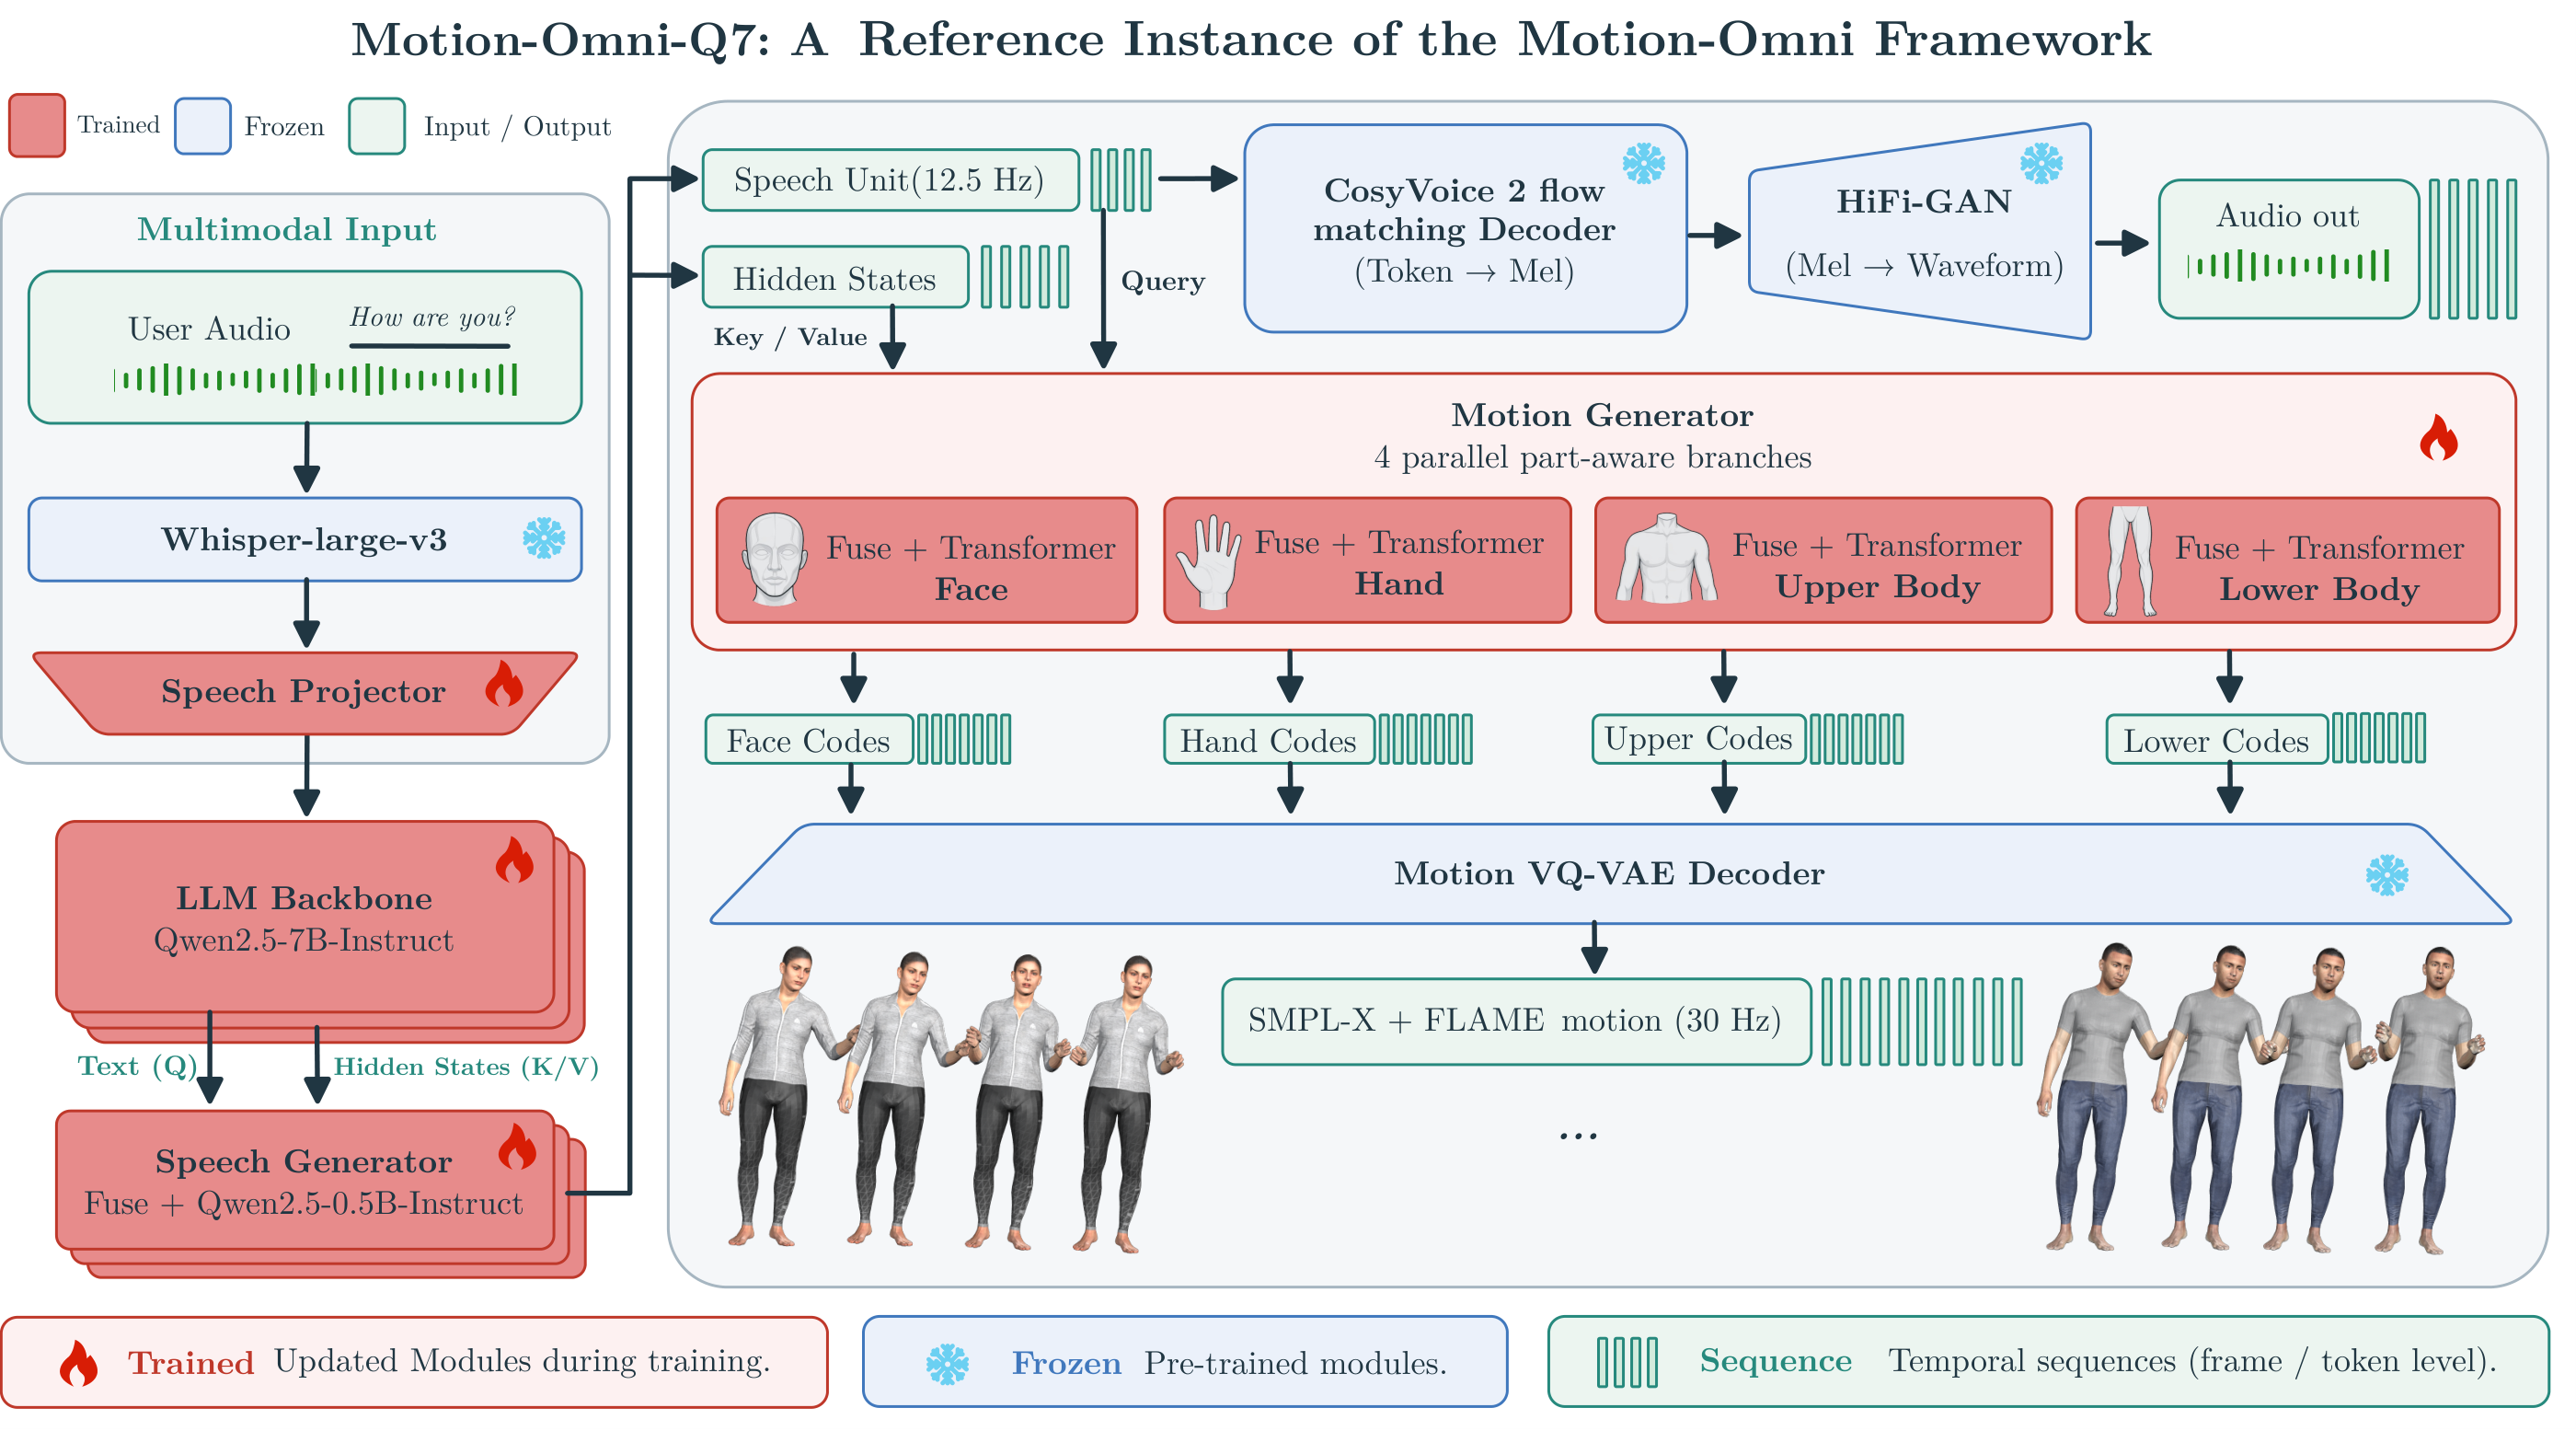 Motion-Omni-Q7: A Reference Instance of the Motion-Omni Framework
Trained
Frozen
Input / Output
Multimodal Input
User Audio
How are you?
Whisper-large-v3
Speech Projector
LLM Backbone
Qwen2.5-7B-Instruct
Text (Q)
Hidden States (K/V)
Speech Generator
Fuse + Qwen2.5-0.5B-Instruct
Speech Unit(12.5 Hz)
Hidden States
Key / Value
Query
CosyVoice 2 flow
matching Decoder
(Token → Mel)
HiFi-GAN
(Mel → Waveform)
Audio out
Motion Generator
4 parallel part-aware branches
Fuse + Transformer
Face
Fuse + Transformer
Hand
Fuse + Transformer
Upper Body
Fuse + Transformer
Lower Body
Face Codes
Hand Codes
Upper Codes
Lower Codes
Motion VQ-VAE Decoder
SMPL-X + FLAME motion (30 Hz)
...
Trained Updated Modules during training.
Frozen Pre-trained modules.
Sequence Temporal sequences (frame / token level).